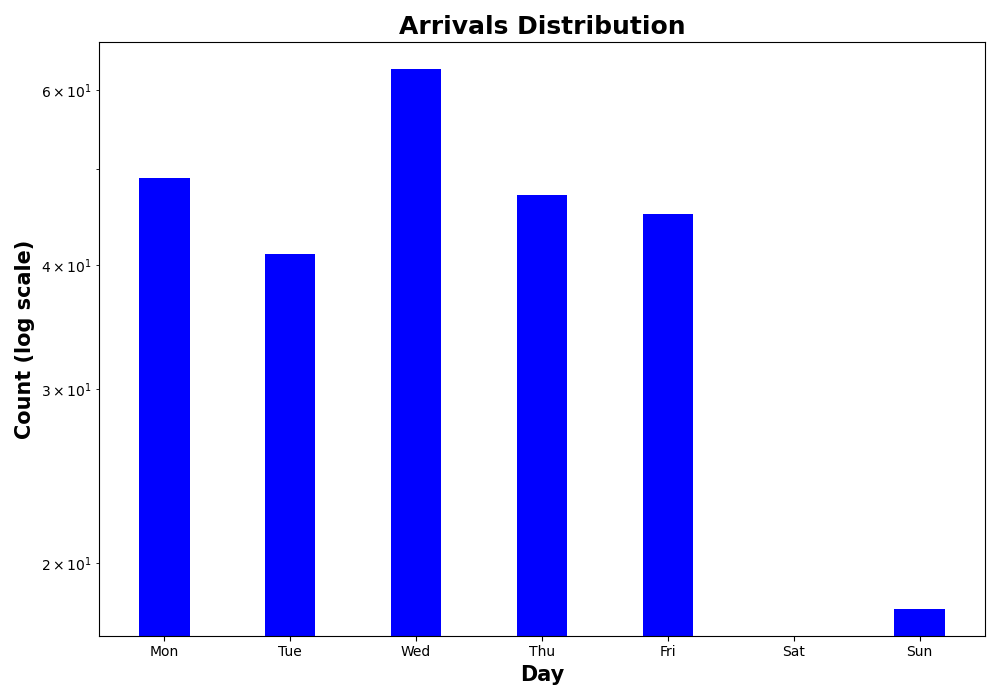 Arrivals Distribution
6 × 10¹
4 × 10¹
3 × 10¹
2 × 10¹
Count (log scale)
Mon Tue Wed Thu Fri Sat Sun
Day